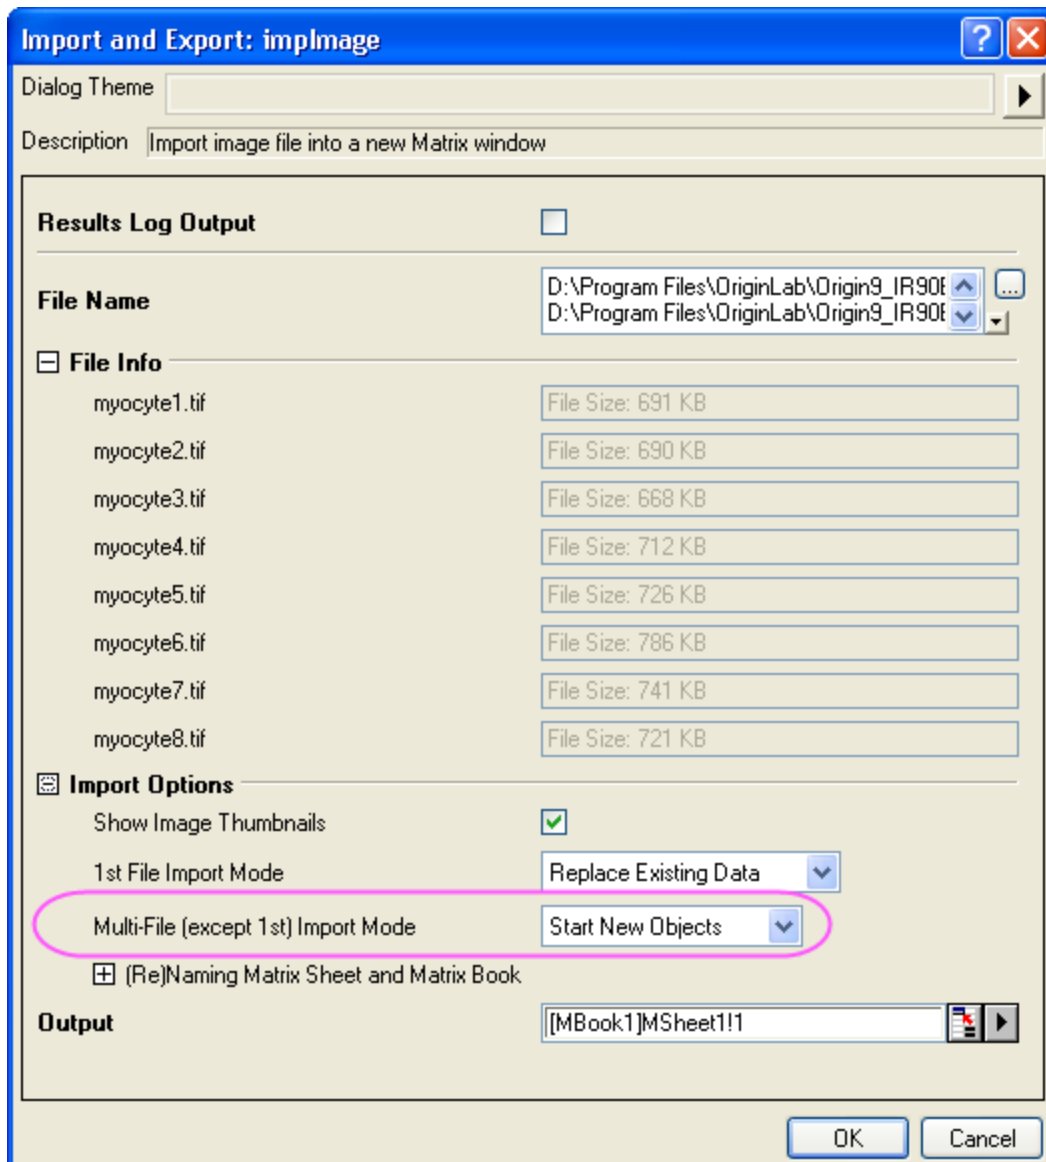 Import and Export: impImage
Dialog Theme
Description Import image file into a new Matrix window
Results Log Output
File Name
D:\Program Files\OriginLab\Origin9_IR90E
D:\Program Files\OriginLab\Origin9_IR90E
...
File Info
myocyte1.tif File Size: 691 KB
myocyte2.tif File Size: 690 KB
myocyte3.tif File Size: 668 KB
myocyte4.tif File Size: 712 KB
myocyte5.tif File Size: 726 KB
myocyte6.tif File Size: 786 KB
myocyte7.tif File Size: 741 KB
myocyte8.tif File Size: 721 KB
Import Options
Show Image Thumbnails
1st File Import Mode Replace Existing Data
Multi-File (except 1st) Import Mode Start New Objects
(Re)Naming Matrix Sheet and Matrix Book
Output [MBook1]MSheet1!1
OK Cancel